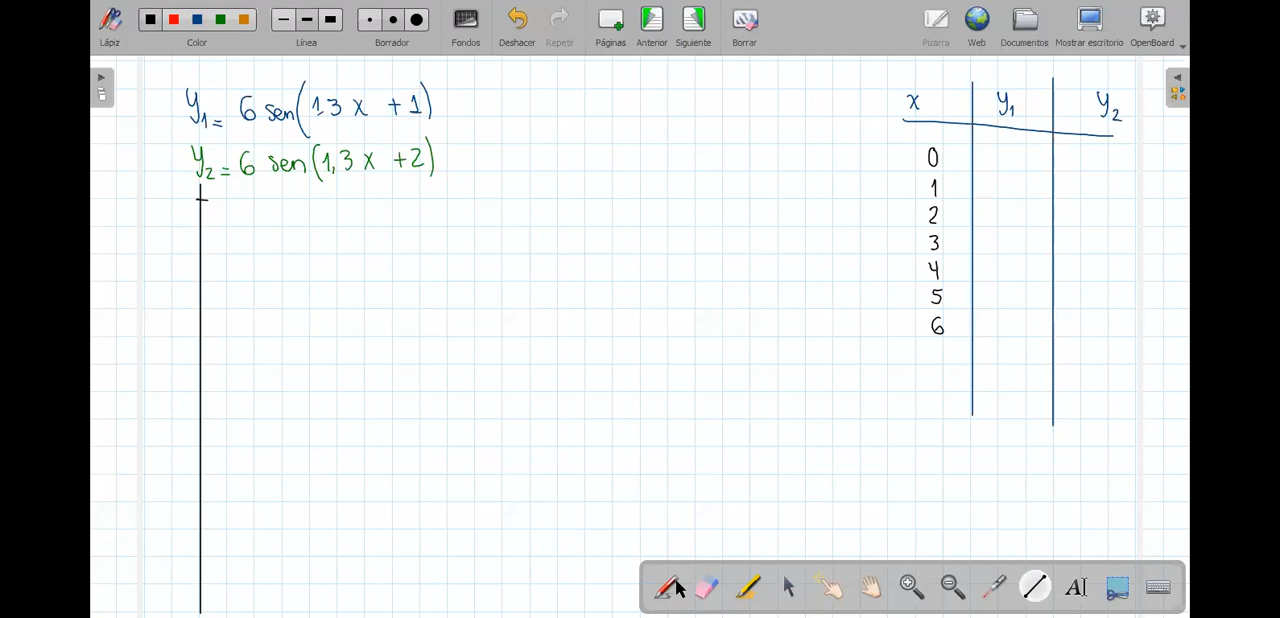 Lápiz Color Línea Borrador Fondos Deshacer Repetir Páginas Anterior Siguiente Borrar Pizarra Web Documentos Mostrar escritorio OpenBoard
y₁ = 6 sen(1,3 x + 1)
y₂ = 6 sen(1,3 x + 2)
x y₁ y₂
0
1
2
3
4
5
6
AI